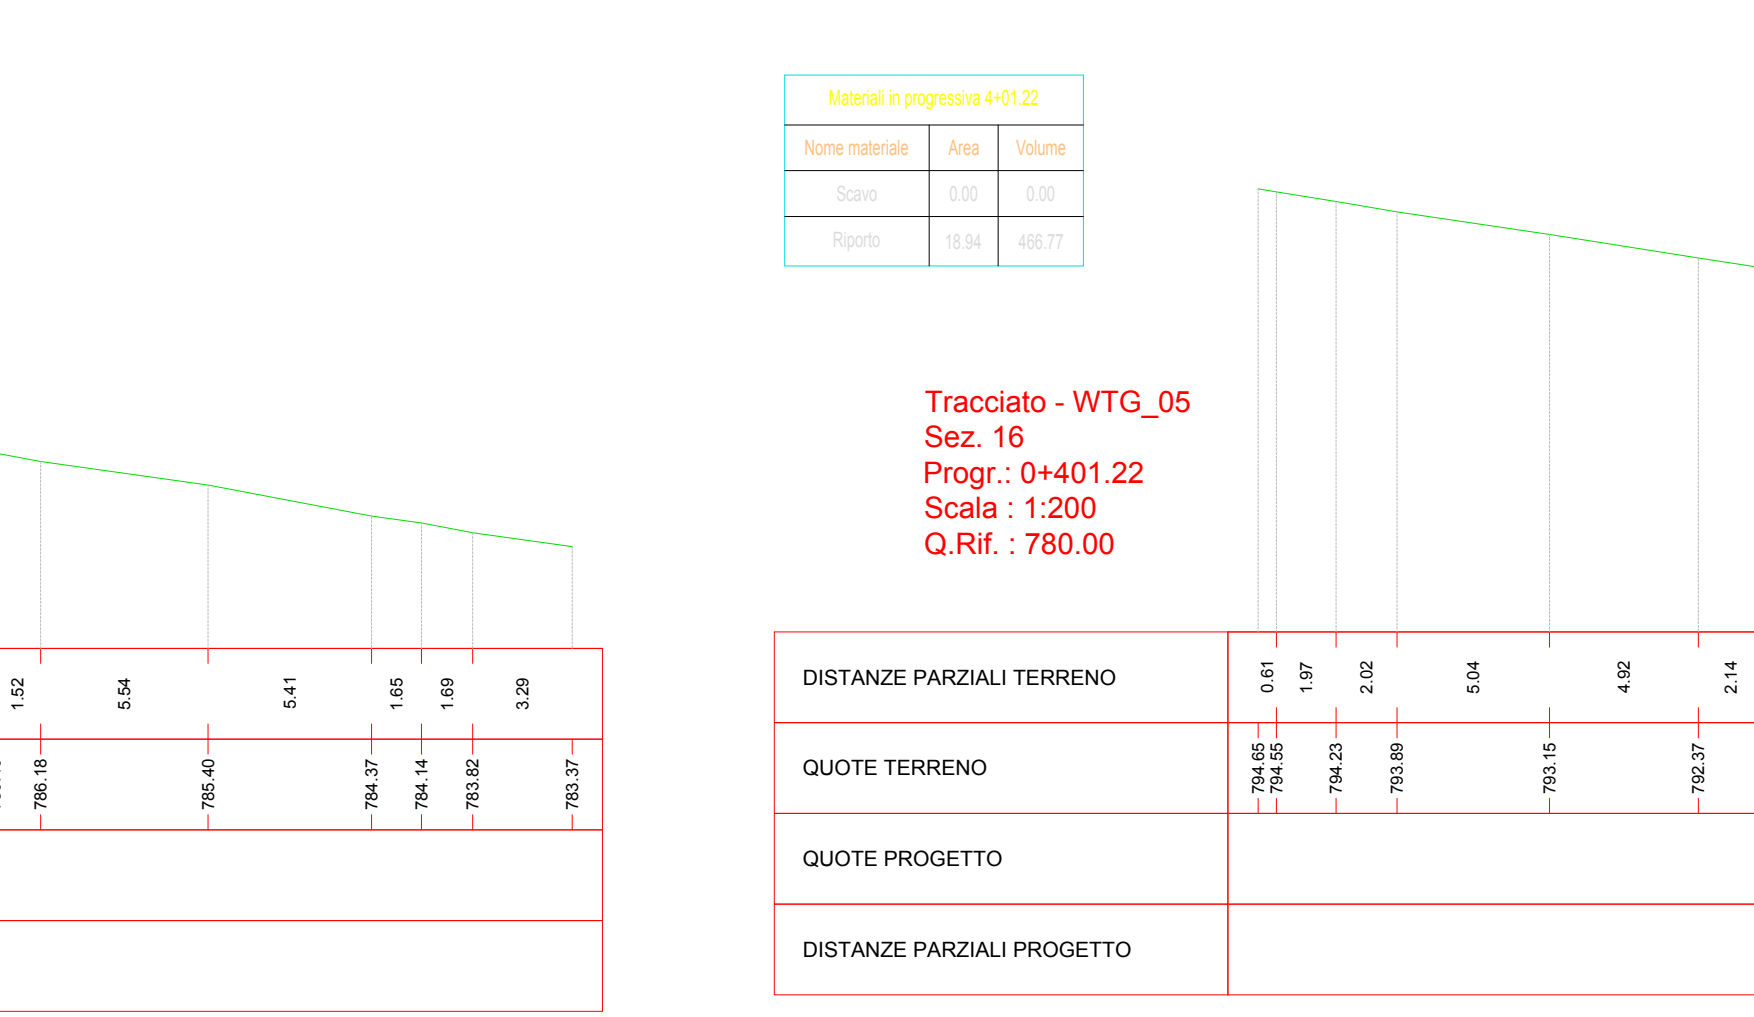 Materiali in progressiva 4+01.22
Nome materiale Area Volume
Scavo 0.00 0.00
Riporto 18.94 466.77
Tracciato - WTG_05
Sez. 16
Progr.: 0+401.22
Scala : 1:200
Q.Rif. : 780.00
1.52 5.54 5.41 1.65 1.69 3.29
786.18 785.40 784.37 784.14 783.82 783.37
DISTANZE PARZIALI TERRENO 0.61 1.97 2.02 5.04 4.92 2.14
QUOTE TERRENO 794.65 794.55 794.23 793.89 793.15 792.37
QUOTE PROGETTO
DISTANZE PARZIALI PROGETTO